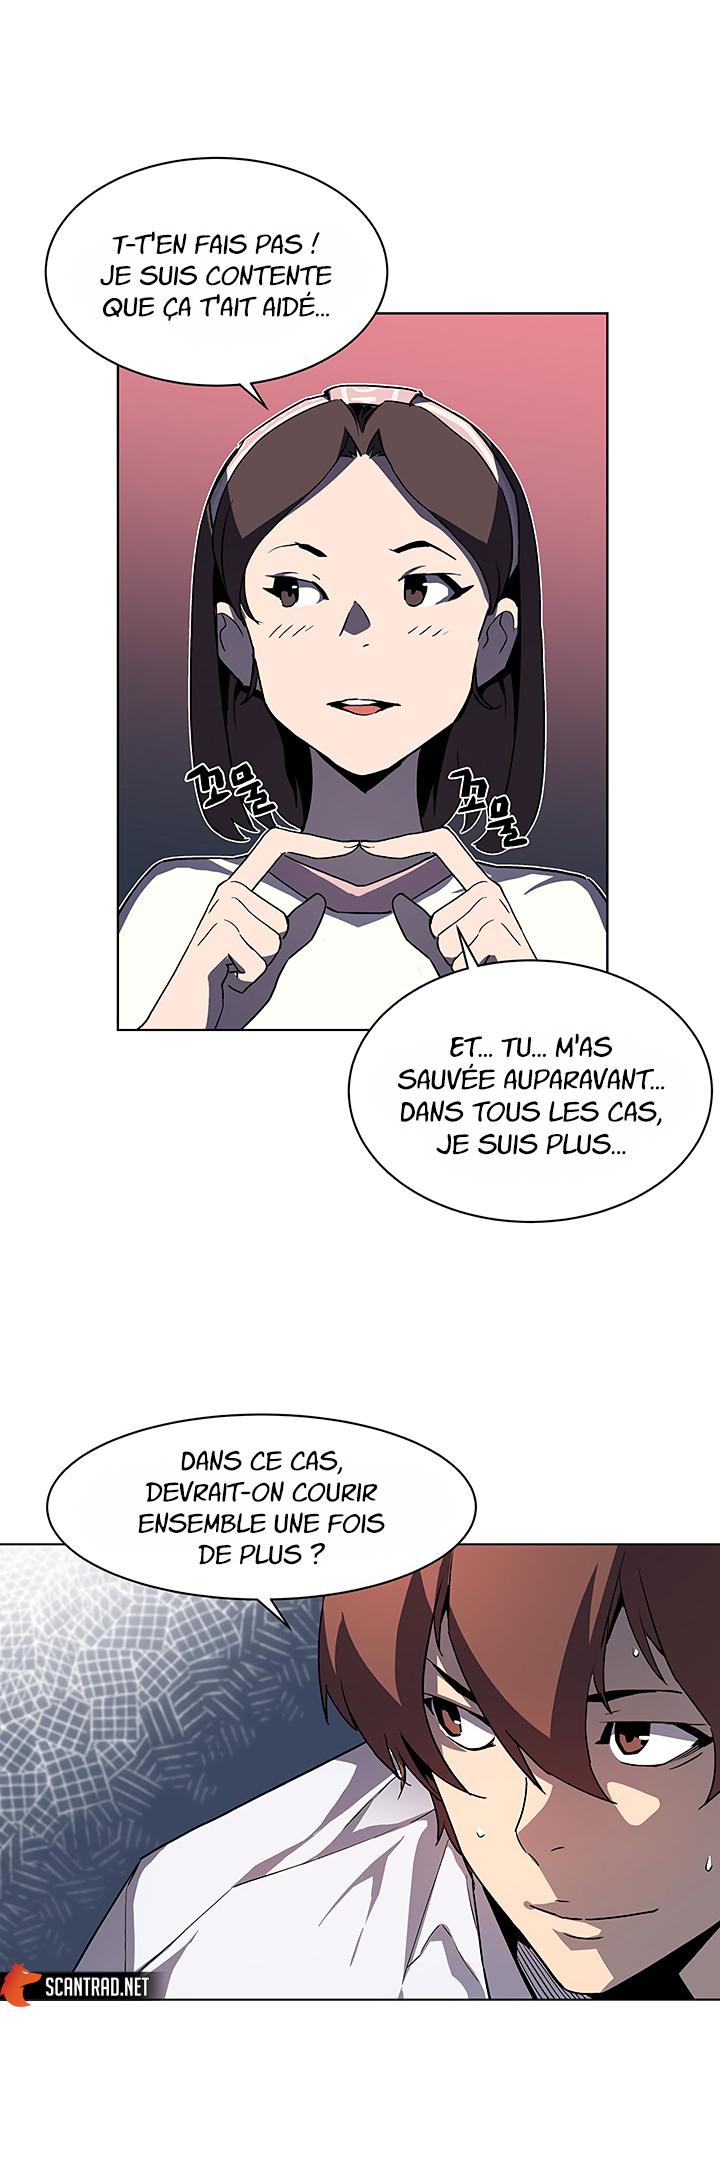 T-T'EN FAIS PAS !
JE SUIS CONTENTE
QUE ÇA T'AIT AIDÉ...
꼬물
꼬물
ET... TU... M'AS
SAUVÉE AUPARAVANT...
DANS TOUS LES CAS,
JE SUIS PLUS...
DANS CE CAS,
DEVRAIT-ON COURIR
ENSEMBLE UNE FOIS
DE PLUS ?
SCANTRAD.NET